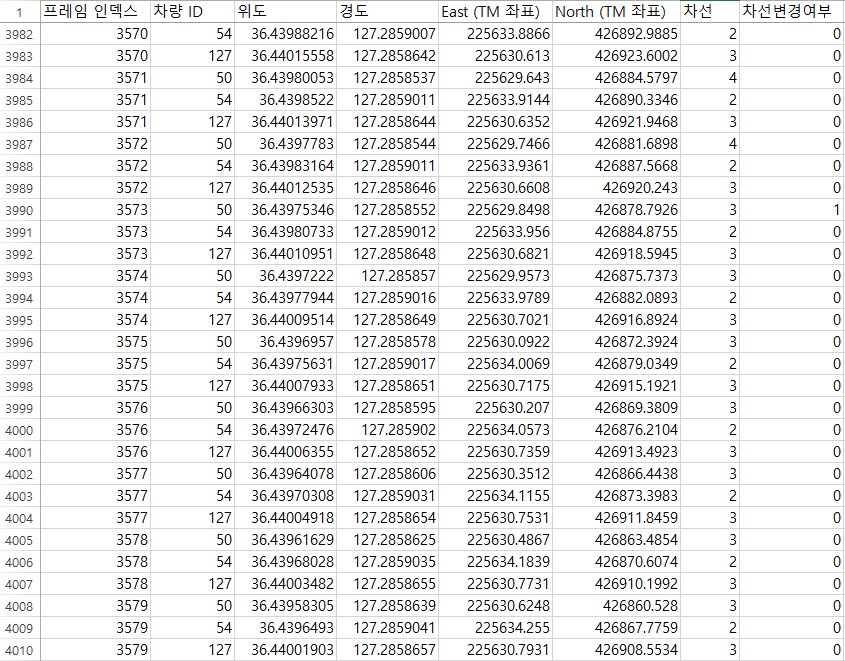 1 프레임 인덱스 차량 ID 위도 경도 East (TM 좌표) North (TM 좌표) 차선 차선변경여부
3982 3570 54 36.43988216 127.2859007 225633.8866 426892.9885 2 0
3983 3570 127 36.44015558 127.2858642 225630.613 426923.6002 3 0
3984 3571 50 36.43980053 127.2858537 225629.643 426884.5797 4 0
3985 3571 54 36.4398522 127.2859011 225633.9144 426890.3346 2 0
3986 3571 127 36.44013971 127.2858644 225630.6352 426921.9468 3 0
3987 3572 50 36.4397783 127.2858544 225629.7466 426881.6898 4 0
3988 3572 54 36.43983164 127.2859011 225633.9361 426887.5668 2 0
3989 3572 127 36.44012535 127.2858646 225630.6608 426920.243 3 0
3990 3573 50 36.43975346 127.2858552 225629.8498 426878.7926 3 1
3991 3573 54 36.43980733 127.2859012 225633.956 426884.8755 2 0
3992 3573 127 36.44010951 127.2858648 225630.6821 426918.5945 3 0
3993 3574 50 36.4397222 127.285857 225629.9573 426875.7373 3 0
3994 3574 54 36.43977944 127.2859016 225633.9789 426882.0893 2 0
3995 3574 127 36.44009514 127.2858649 225630.7021 426916.8924 3 0
3996 3575 50 36.4396957 127.2858578 225630.0922 426872.3924 3 0
3997 3575 54 36.43975631 127.2859017 225634.0069 426879.0349 2 0
3998 3575 127 36.44007933 127.2858651 225630.7175 426915.1921 3 0
3999 3576 50 36.43966303 127.2858595 225630.207 426869.3809 3 0
4000 3576 54 36.43972476 127.285902 225634.0573 426876.2104 2 0
4001 3576 127 36.44006355 127.2858652 225630.7359 426913.4923 3 0
4002 3577 50 36.43964078 127.2858606 225630.3512 426866.4438 3 0
4003 3577 54 36.43970308 127.2859031 225634.1155 426873.3983 2 0
4004 3577 127 36.44004918 127.2858654 225630.7531 426911.8459 3 0
4005 3578 50 36.43961629 127.2858625 225630.4867 426863.4854 3 0
4006 3578 54 36.43968028 127.2859035 225634.1839 426870.6074 2 0
4007 3578 127 36.44003482 127.2858655 225630.7731 426910.1992 3 0
4008 3579 50 36.43958305 127.2858639 225630.6248 426860.528 3 0
4009 3579 54 36.4396493 127.2859041 225634.255 426867.7759 2 0
4010 3579 127 36.44001903 127.2858657 225630.7931 426908.5534 3 0